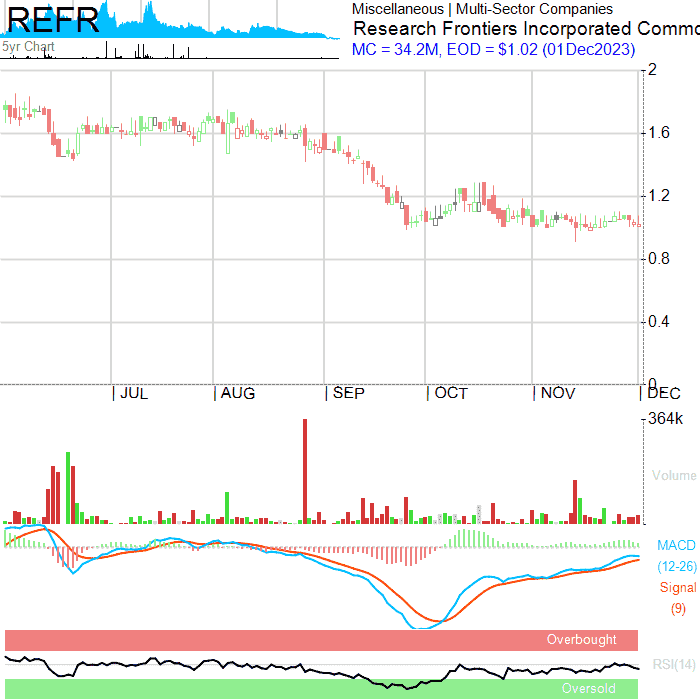 REFR
Miscellaneous | Multi-Sector Companies
Research Frontiers Incorporated Commo
MC = 34.2M, EOD = $1.02 (01Dec2023)
5yr Chart
2
1.6
1.2
0.8
0.4
0
JUL
AUG
SEP
OCT
NOV
DEC
364k
Volume
MACD
(12-26)
Signal
(9)
Overbought
RSI(14)
Oversold